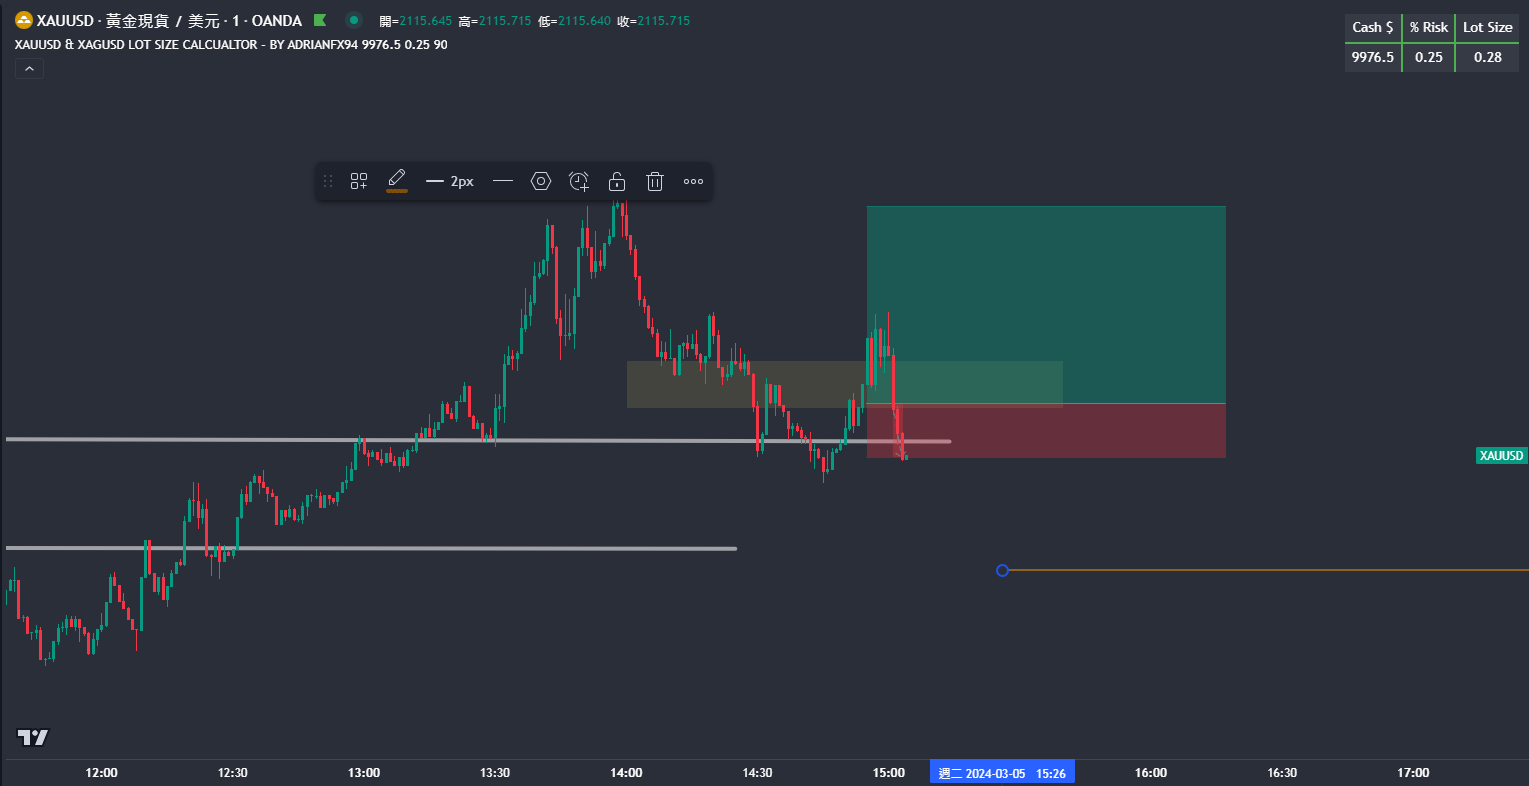 XAUUSD · 黃金現貨 / 美元 · 1 · OANDA 開=2115.645 高=2115.715 低=2115.640 收=2115.715
XAUUSD & XAGUSD LOT SIZE CALCUALTOR - BY ADRIANFX94 9976.5 0.25 90
Cash $ % Risk Lot Size
9976.5 0.25 0.28
2px
XAUUSD
12:00 12:30 13:00 13:30 14:00 14:30 15:00 週二 2024-03-05 15:26 16:00 16:30 17:00